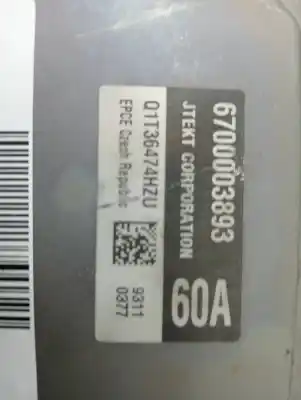 6700003893
JTEKT CORPORATION
60A
Q1T36474HZU
EPCE Czech Republic
9311
0377